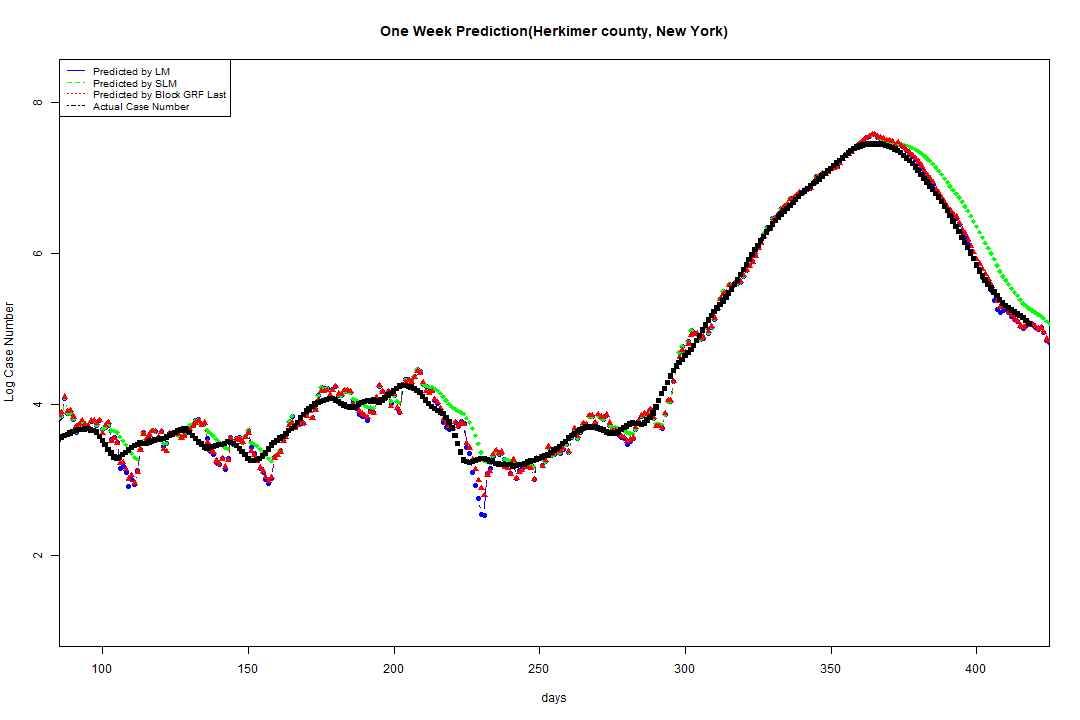 One Week Prediction(Herkimer county, New York)
Predicted by LM
Predicted by SLM
Predicted by Block GRF Last
Actual Case Number
8
6
4
2
Log Case Number
100 150 200 250 300 350 400
days